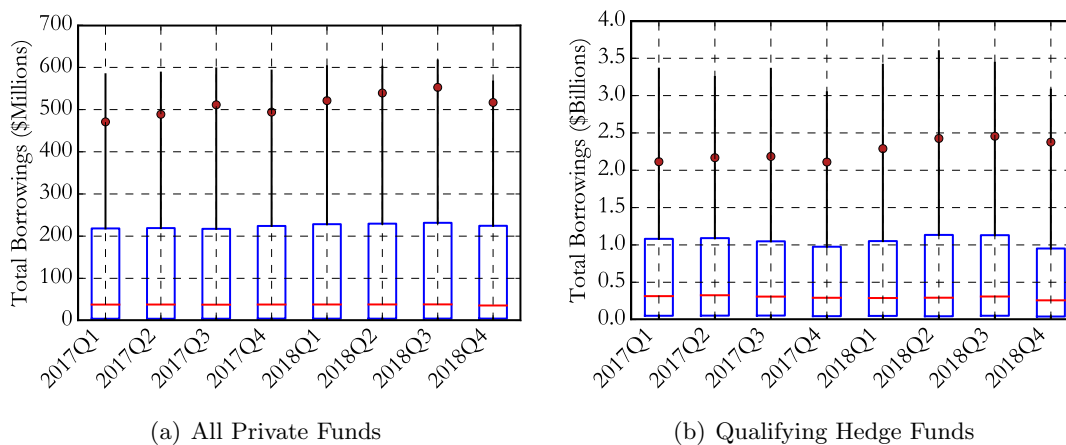 Total Borrowings ($Millions)
700
600
500
400
300
200
100
0
2017Q1
2017Q2
2017Q3
2017Q4
2018Q1
2018Q2
2018Q3
2018Q4
(a) All Private Funds
Total Borrowings ($Billions)
4.0
3.5
3.0
2.5
2.0
1.5
1.0
0.5
0.0
2017Q1
2017Q2
2017Q3
2017Q4
2018Q1
2018Q2
2018Q3
2018Q4
(b) Qualifying Hedge Funds